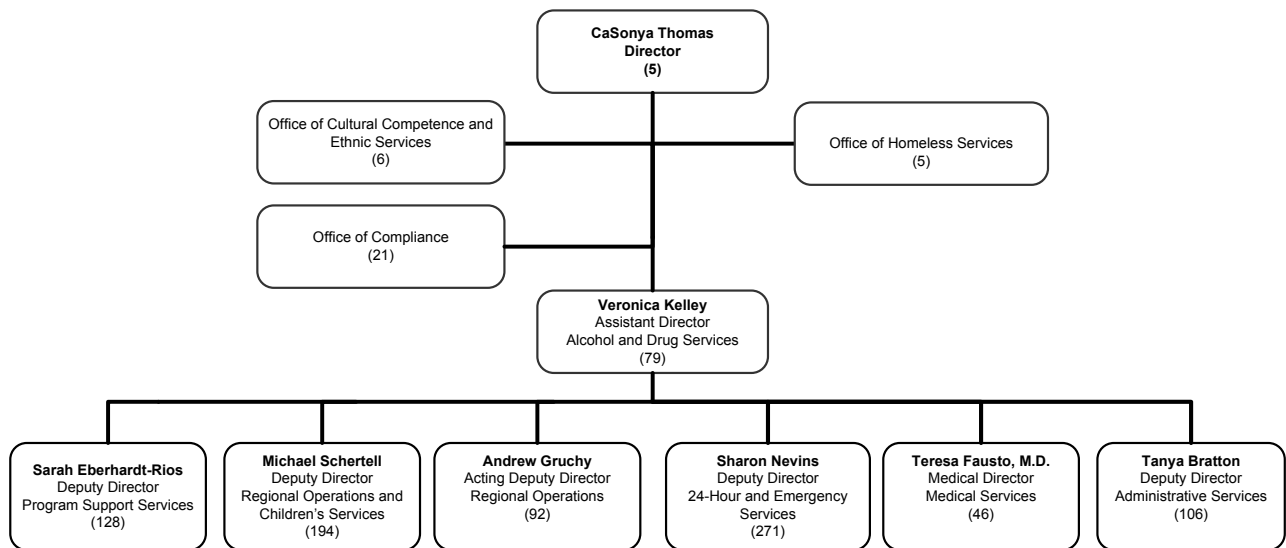 CaSonya Thomas
Director
(5)
Office of Cultural Competence and
Ethnic Services
(6)
Office of Homeless Services
(5)
Office of Compliance
(21)
Veronica Kelley
Assistant Director
Alcohol and Drug Services
(79)
Sarah Eberhardt-Rios
Deputy Director
Program Support Services
(128)
Michael Schertell
Deputy Director
Regional Operations and
Children’s Services
(194)
Andrew Gruchy
Acting Deputy Director
Regional Operations
(92)
Sharon Nevins
Deputy Director
24-Hour and Emergency
Services
(271)
Teresa Fausto, M.D.
Medical Director
Medical Services
(46)
Tanya Bratton
Deputy Director
Administrative Services
(106)